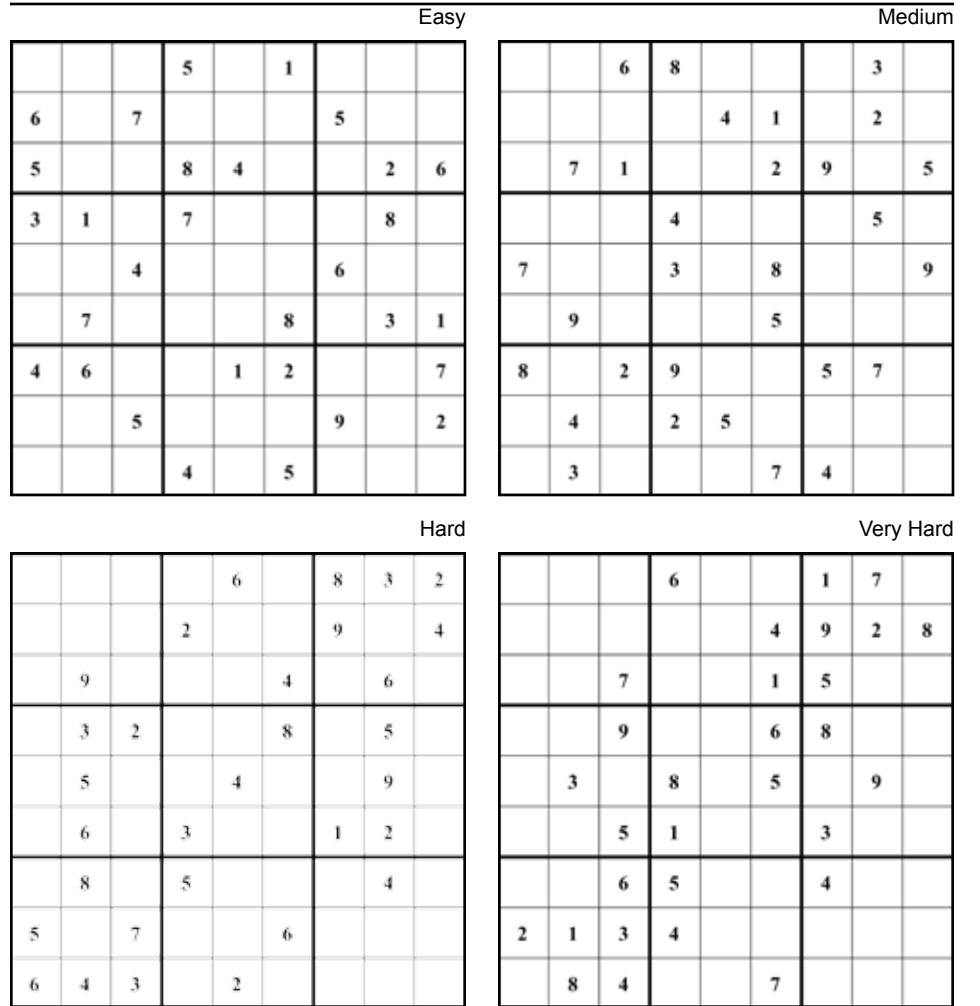 Easy
5 1
6 7 5
5 8 4 2 6
3 1 7 8
4 6
7 8 3 1
4 6 1 2 7
5 9 2
4 5
Medium
6 8 3
4 1 2
7 1 2 9 5
4 5
7 3 8 9
9 5
8 2 9 5 7
4 2 5
3 7 4
Hard
6 8 3 2
2 9 4
9 4 6
3 2 8 5
5 4 9
6 3 1 2
8 5 4
5 7 6
6 4 3 2
Very Hard
6 1 7
4 9 2 8
7 1 5
9 6 8
3 8 5 9
5 1 3
6 5 4
2 1 3 4
8 4 7